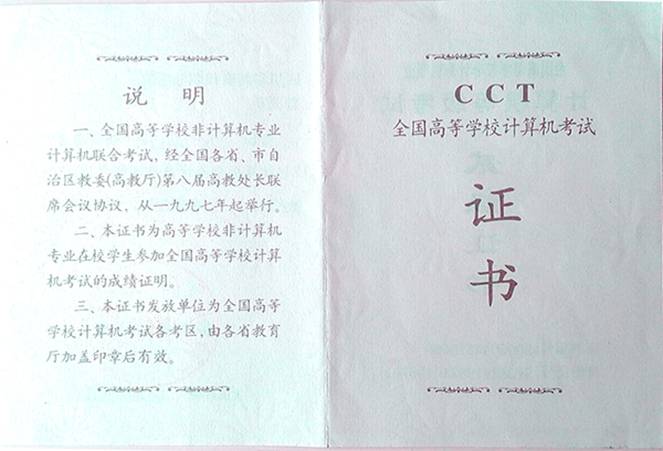 说 明
一、全国高等学校非计算机专业
计算机联合考试，经全国各省、市自
治区教委(高教厅)第八届高教处长联
席会议协议，从一九九七年起举行。
二、本证书为高等学校非计算机
专业在校学生参加全国高等学校计算
机考试的成绩证明。
三、本证书发放单位为全国高等
学校计算机考试各考区，由各省教育
厅加盖印章后有效。
CCT
全国高等学校计算机考试
证
书